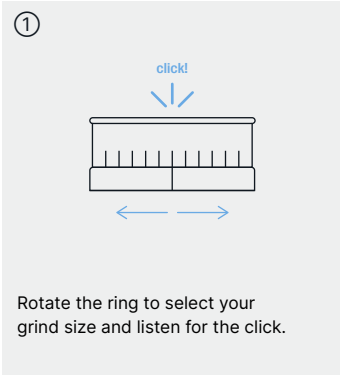 1
click!
Rotate the ring to select your
grind size and listen for the click.